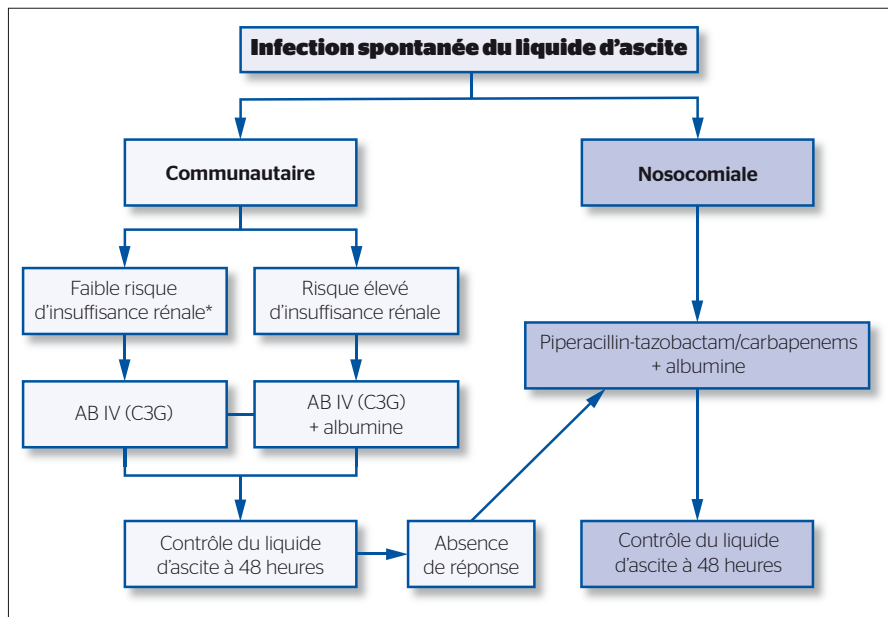 Infection spontanée du liquide d'ascite
Communautaire
Nosocomiale
Faible risque
d'insuffisance rénale*
Risque élevé
d'insuffisance rénale
Piperacillin-tazobactam/carbapenems
+ albumine
AB IV (C3G)
AB IV (C3G)
+ albumine
Contrôle du liquide
d'ascite à 48 heures
Absence
de réponse
Contrôle du liquide
d'ascite à 48 heures